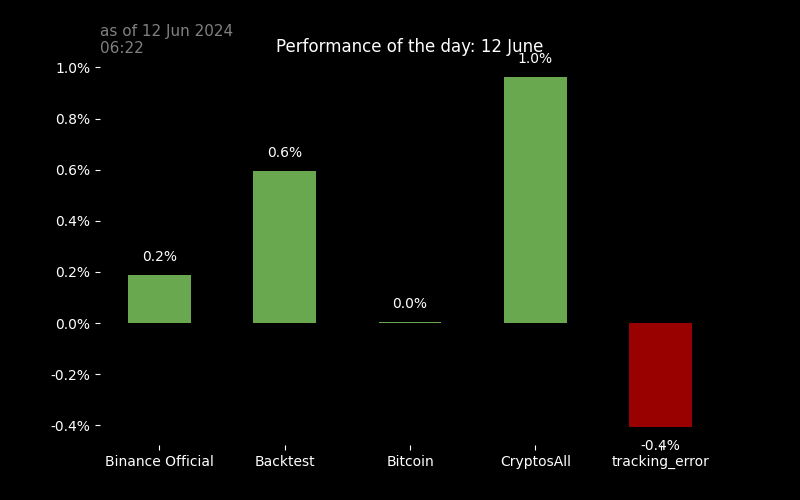 as of 12 Jun 2024
06:22
Performance of the day: 12 June
1.0%
0.8%
0.6%
0.4%
0.2%
0.0%
-0.2%
-0.4%
0.2%
0.6%
0.0%
1.0%
-0.4%
Binance Official
Backtest
Bitcoin
CryptosAll
tracking_error